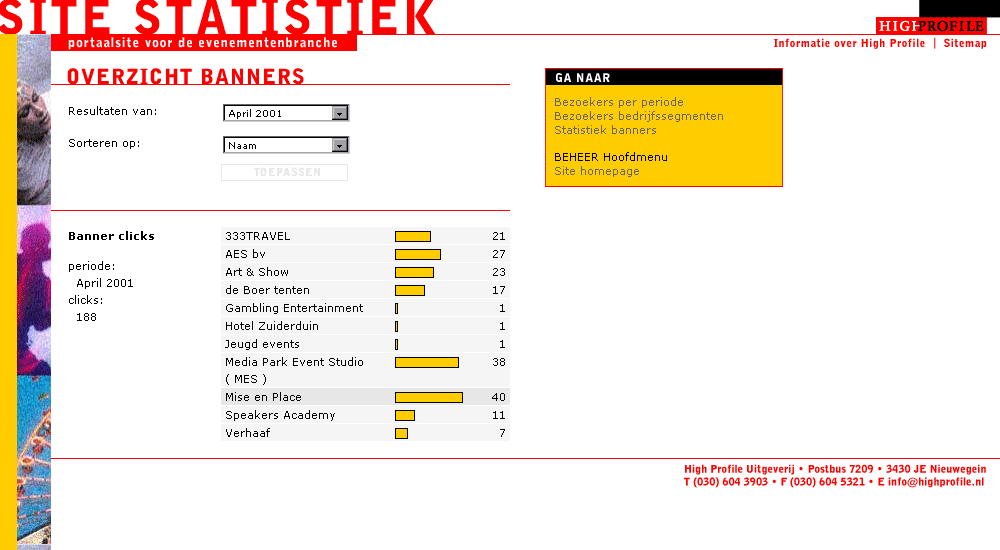 SITE STATISTIEK
HIGHPROFILE
portaalsite voor de evenementenbranche
Informatie over High Profile | Sitemap
OVERZICHT BANNERS
Resultaten van: April 2001
Sorteren op: Naam
TOEPASSEN
GA NAAR
Bezoekers per periode
Bezoekers bedrijfssegmenten
Statistiek banners
BEHEER Hoofdmenu
Site homepage
Banner clicks
periode:
April 2001
clicks:
188
333TRAVEL 21
AES bv 27
Art & Show 23
de Boer tenten 17
Gambling Entertainment 1
Hotel Zuiderduin 1
Jeugd events 1
Media Park Event Studio 38
( MES )
Mise en Place 40
Speakers Academy 11
Verhaaf 7
High Profile Uitgeverij • Postbus 7209 • 3430 JE Nieuwegein
T (030) 604 3903 • F (030) 604 5321 • E info@highprofile.nl